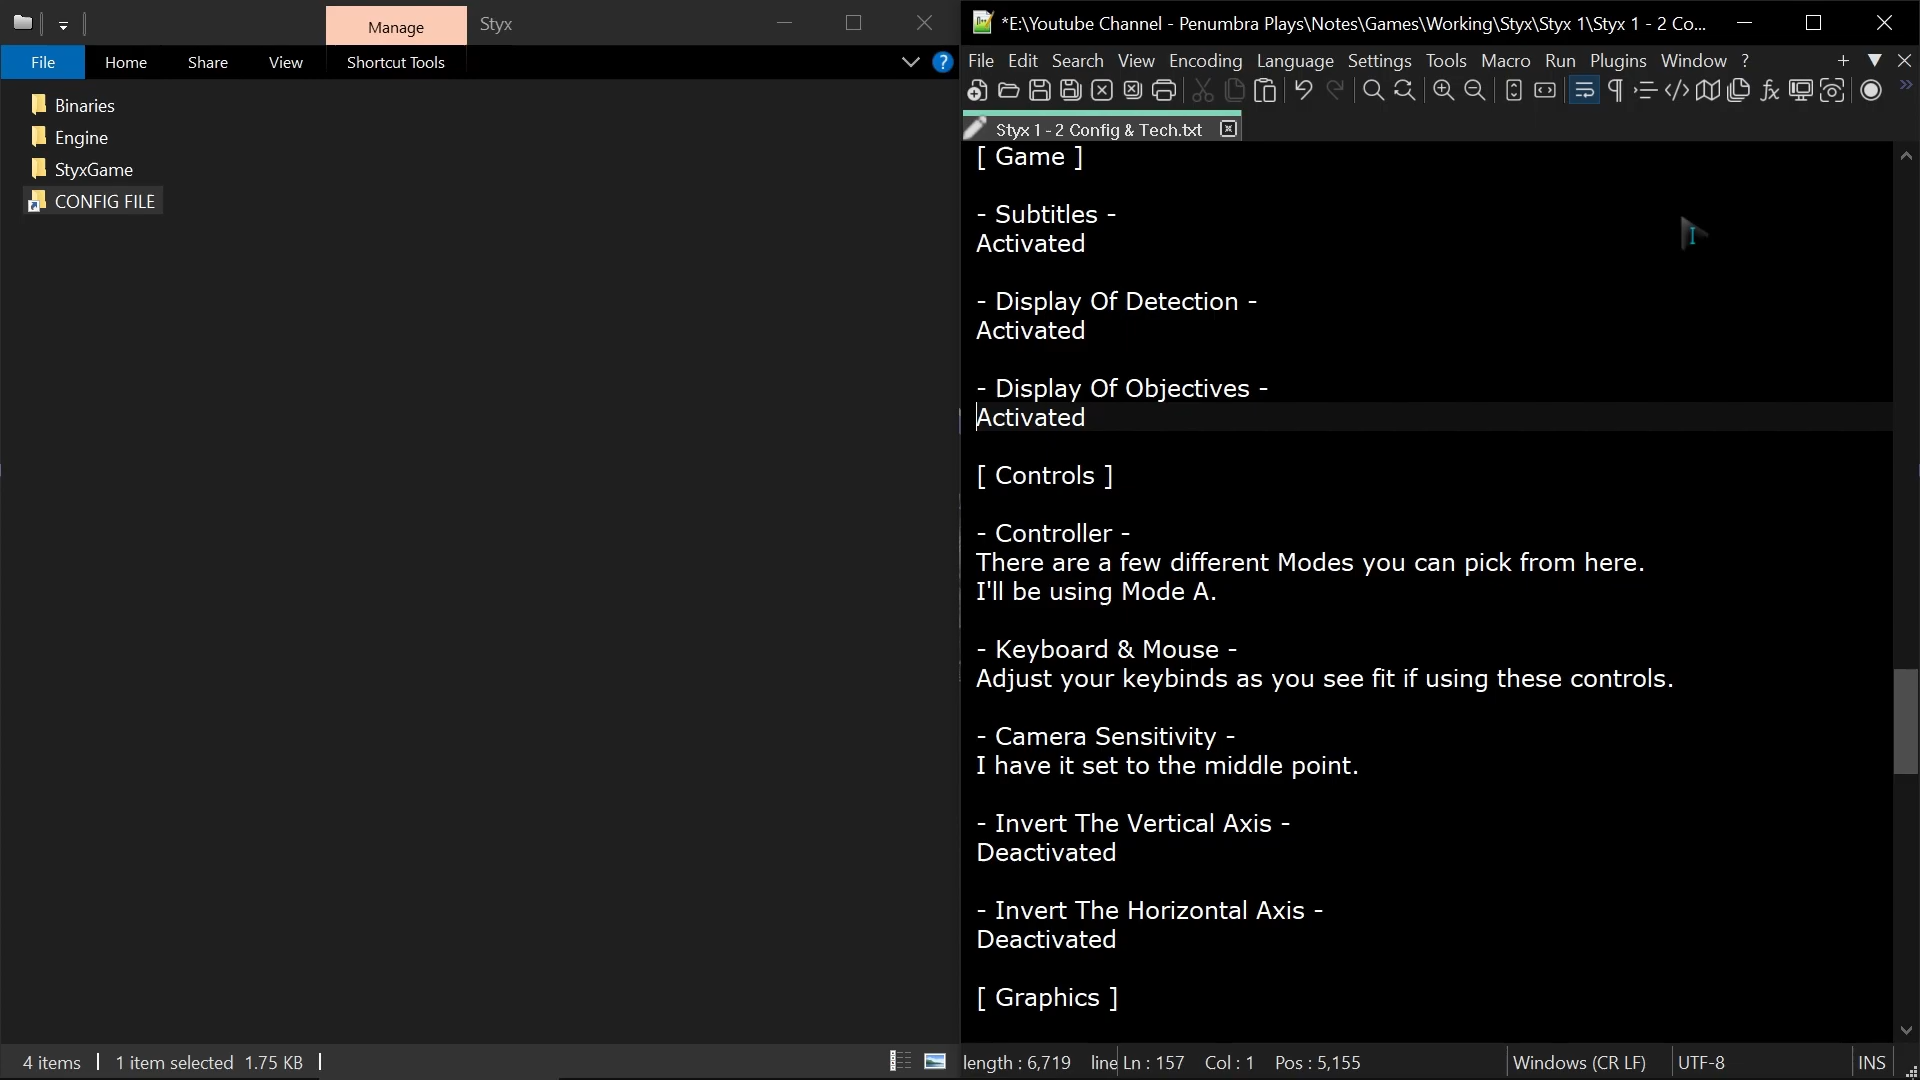 Manage
Styx
File
Home
Share
View
Shortcut Tools
?
Binaries
Engine
StyxGame
CONFIG FILE
4 items
1 item selected 1.75 KB
*E:\Youtube Channel - Penumbra Plays\Notes\Games\Working\Styx\Styx 1\Styx 1 - 2 Co...
File Edit Search View Encoding Language Settings Tools Macro Run Plugins Window ?
Styx 1 - 2 Config & Tech.txt
[ Game ]
- Subtitles -
Activated
- Display Of Detection -
Activated
- Display Of Objectives -
Activated
[ Controls ]
- Controller -
There are a few different Modes you can pick from here.
I'll be using Mode A.
- Keyboard & Mouse -
Adjust your keybinds as you see fit if using these controls.
- Camera Sensitivity -
I have it set to the middle point.
- Invert The Vertical Axis -
Deactivated
- Invert The Horizontal Axis -
Deactivated
[ Graphics ]
length : 6,719 line Ln : 157 Col : 1 Pos : 5,155 Windows (CR LF) UTF-8 INS